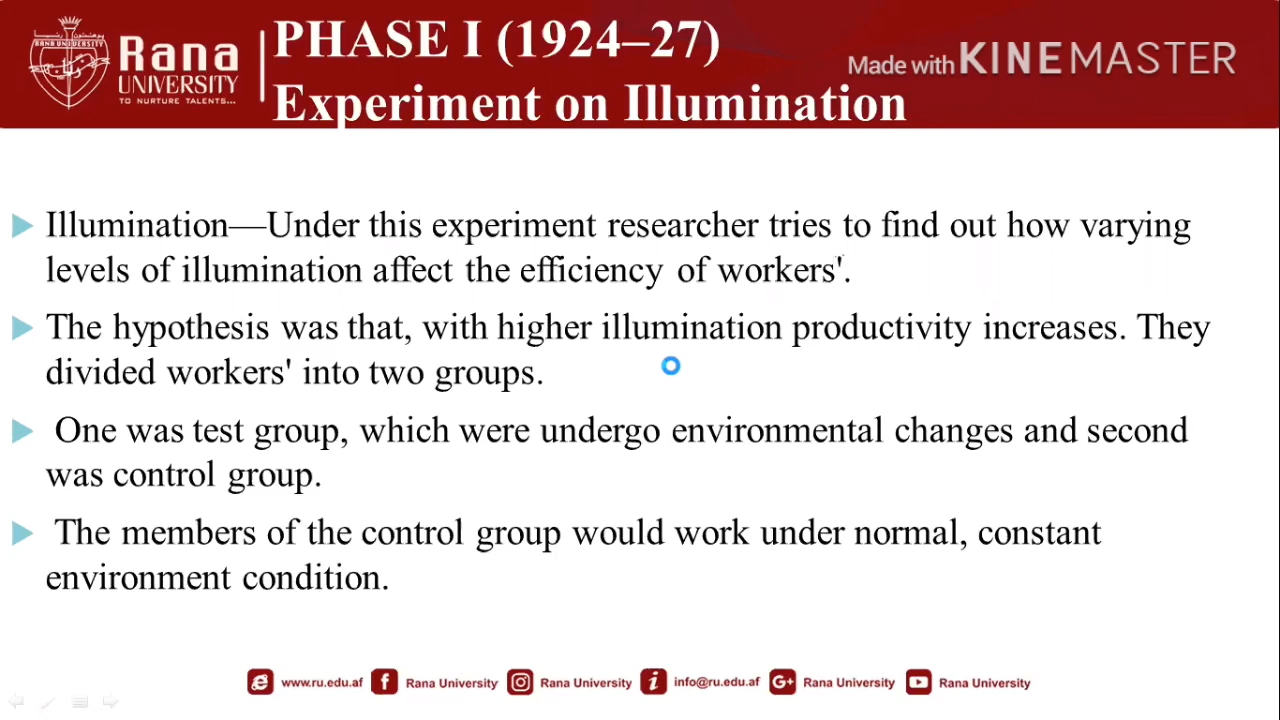 RANA UNIVERSITY
Rana
UNIVERSITY
TO NURTURE TALENTS...
PHASE I (1924–27)
Experiment on Illumination
Made with KINEMASTER
Illumination—Under this experiment researcher tries to find out how varying
levels of illumination affect the efficiency of workers'.
The hypothesis was that, with higher illumination productivity increases. They
divided workers' into two groups.
One was test group, which were undergo environmental changes and second
was control group.
The members of the control group would work under normal, constant
environment condition.
www.ru.edu.af Rana University Rana University info@ru.edu.af Rana University Rana University